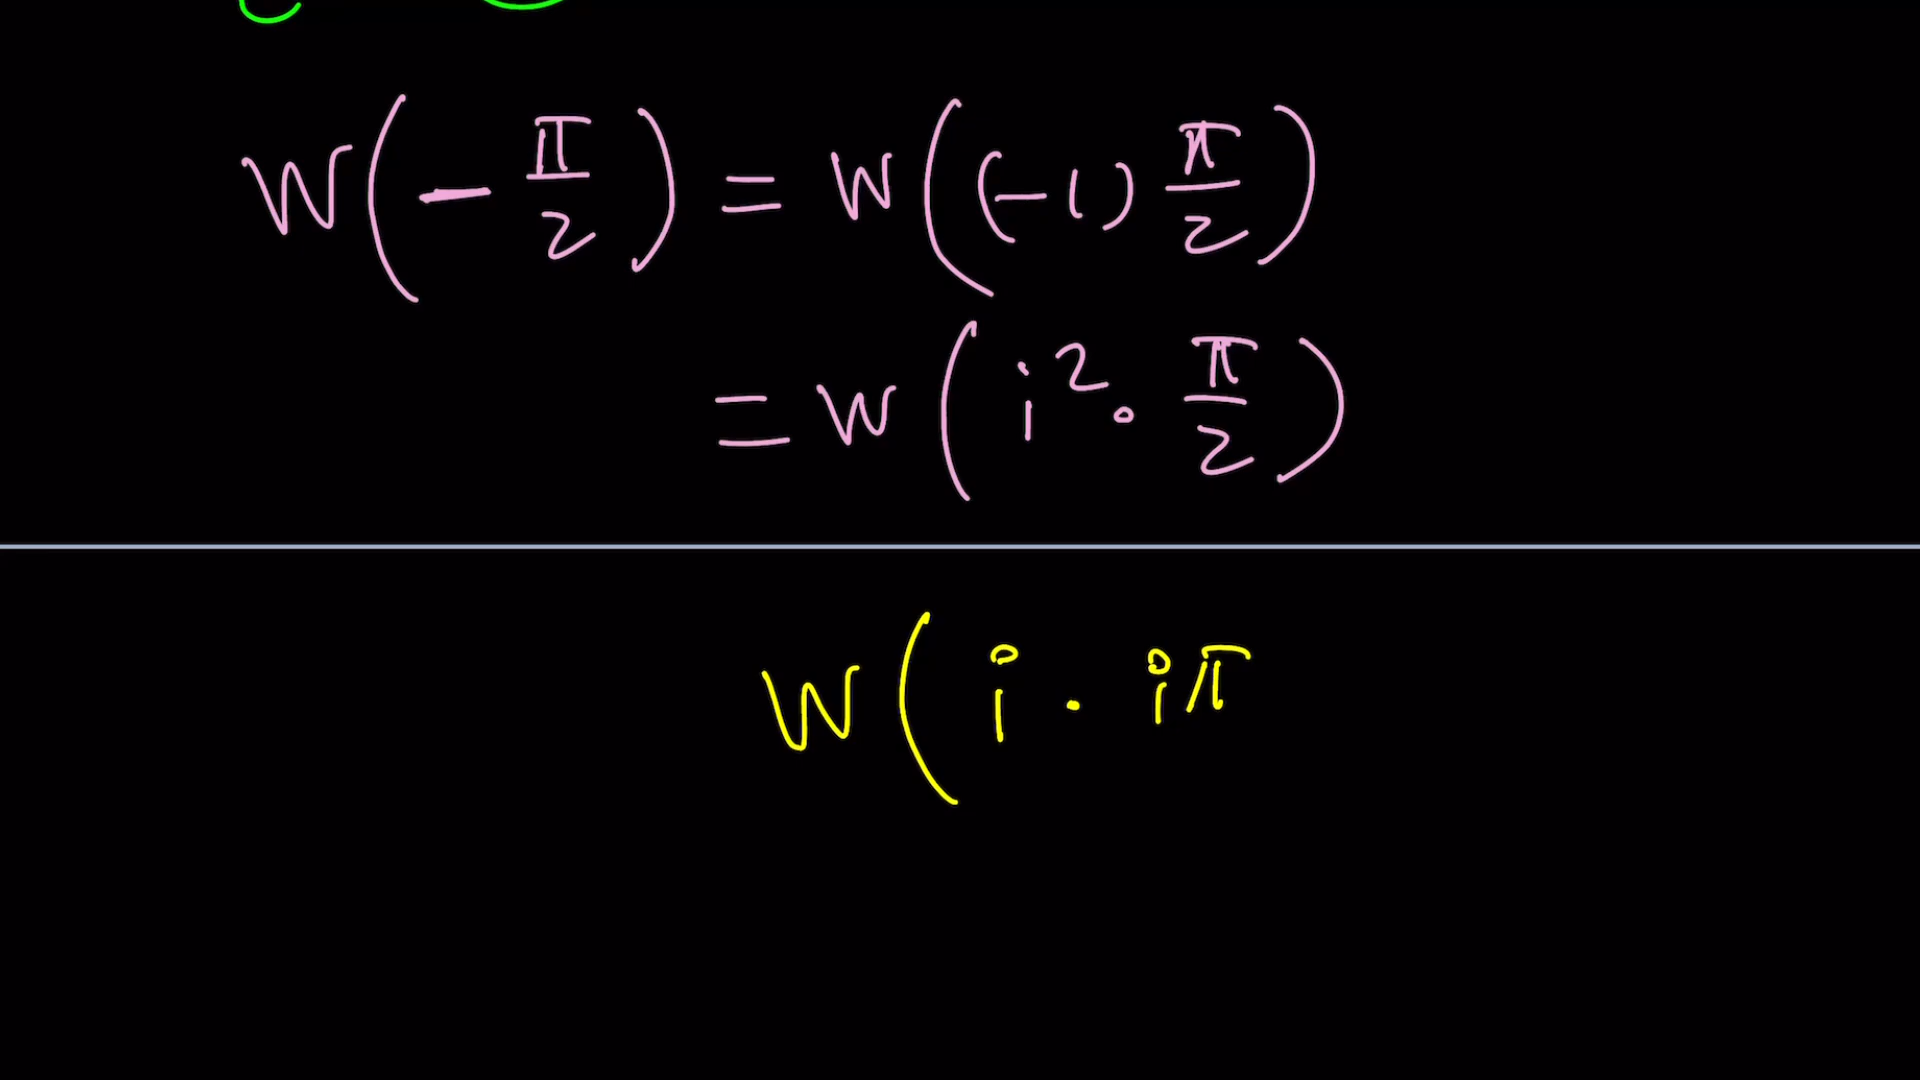 W(-π/2) = W((-1)π/2)
= W(i²·π/2)
W(i · iπ